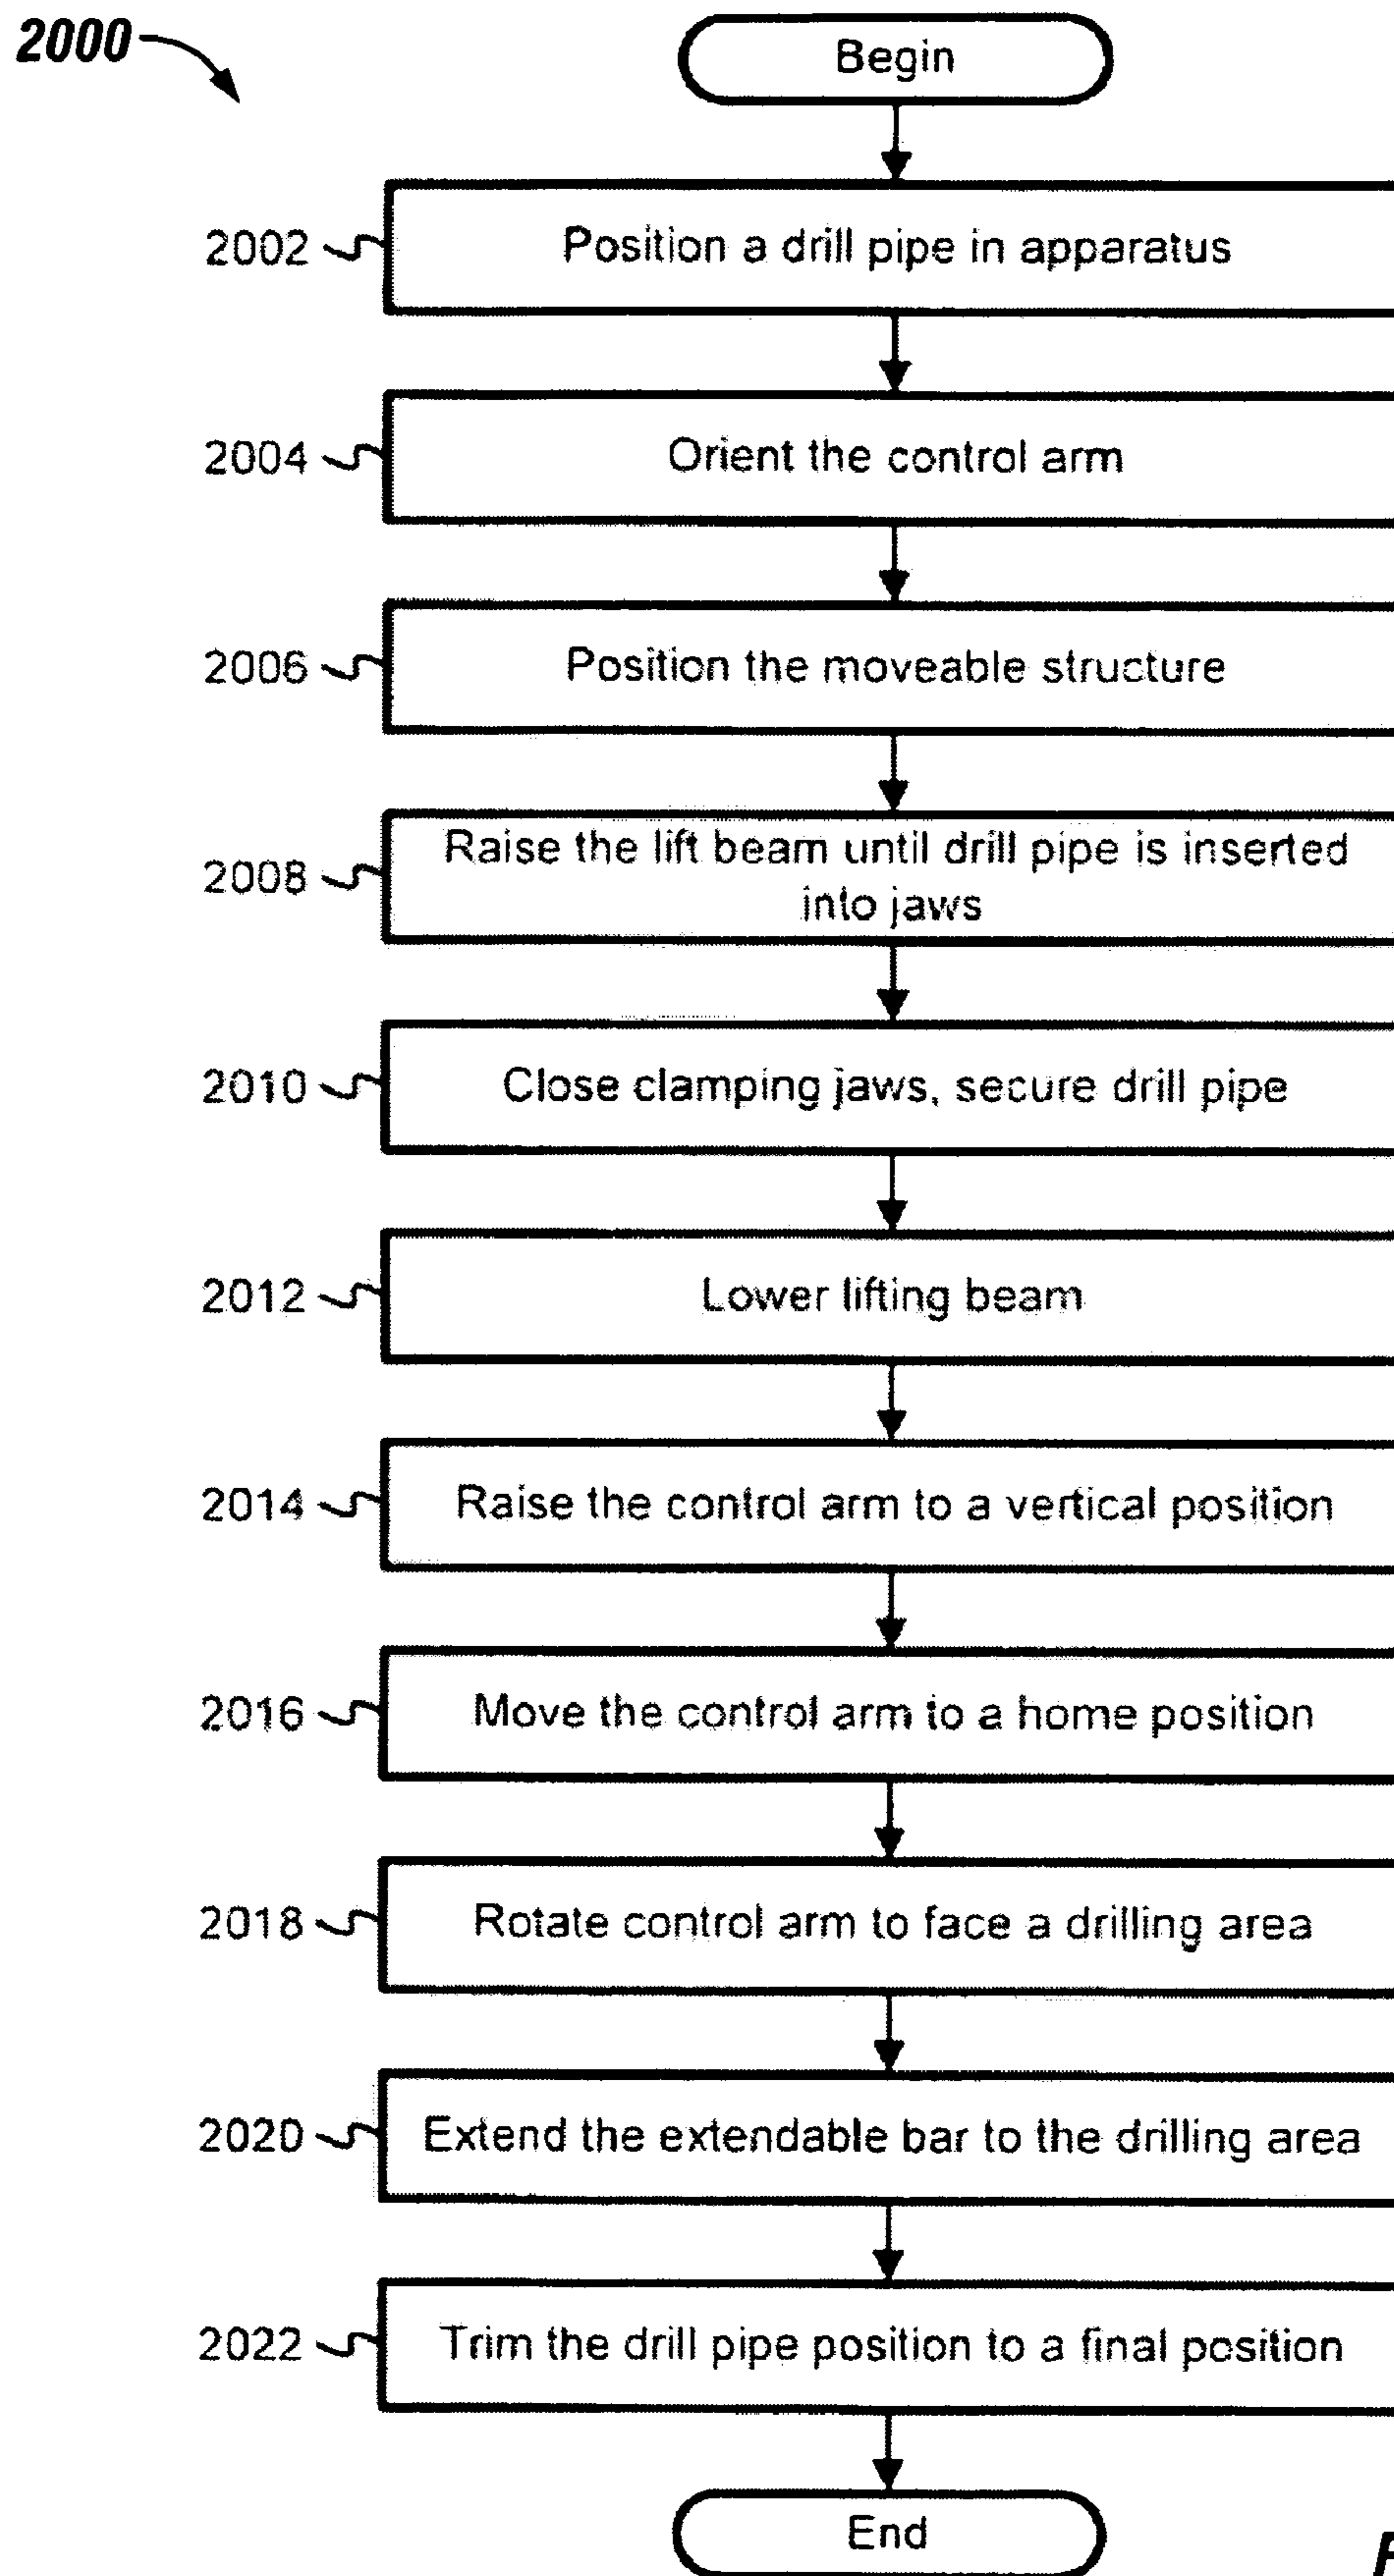 2000
Begin
2002 Position a drill pipe in apparatus
2004 Orient the control arm
2006 Position the moveable structure
2008 Raise the lift beam until drill pipe is inserted
into jaws
2010 Close clamping jaws, secure drill pipe
2012 Lower lifting beam
2014 Raise the control arm to a vertical position
2016 Move the control arm to a home position
2018 Rotate control arm to face a drilling area
2020 Extend the extendable bar to the drilling area
2022 Trim the drill pipe position to a final position
End